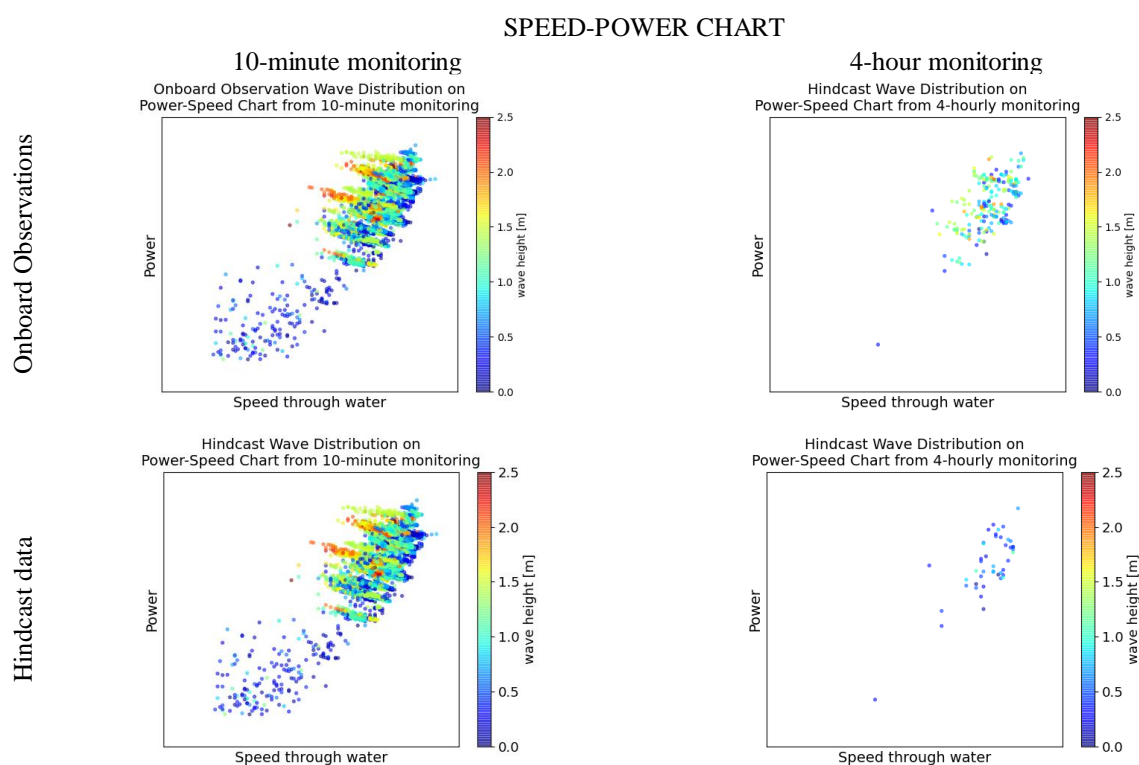 SPEED-POWER CHART
10-minute monitoring
4-hour monitoring
Onboard Observations
Onboard Observation Wave Distribution on
Power-Speed Chart from 10-minute monitoring
Power
Speed through water
2.5
2.0
1.5
1.0
0.5
0.0
wave height [m]
Hindcast Wave Distribution on
Power-Speed Chart from 4-hourly monitoring
Power
Speed through water
2.5
2.0
1.5
1.0
0.5
0.0
wave height [m]
Hindcast data
Hindcast Wave Distribution on
Power-Speed Chart from 10-minute monitoring
Power
Speed through water
2.5
2.0
1.5
1.0
0.5
0.0
wave height [m]
Hindcast Wave Distribution on
Power-Speed Chart from 4-hourly monitoring
Power
Speed through water
2.5
2.0
1.5
1.0
0.5
0.0
wave height [m]